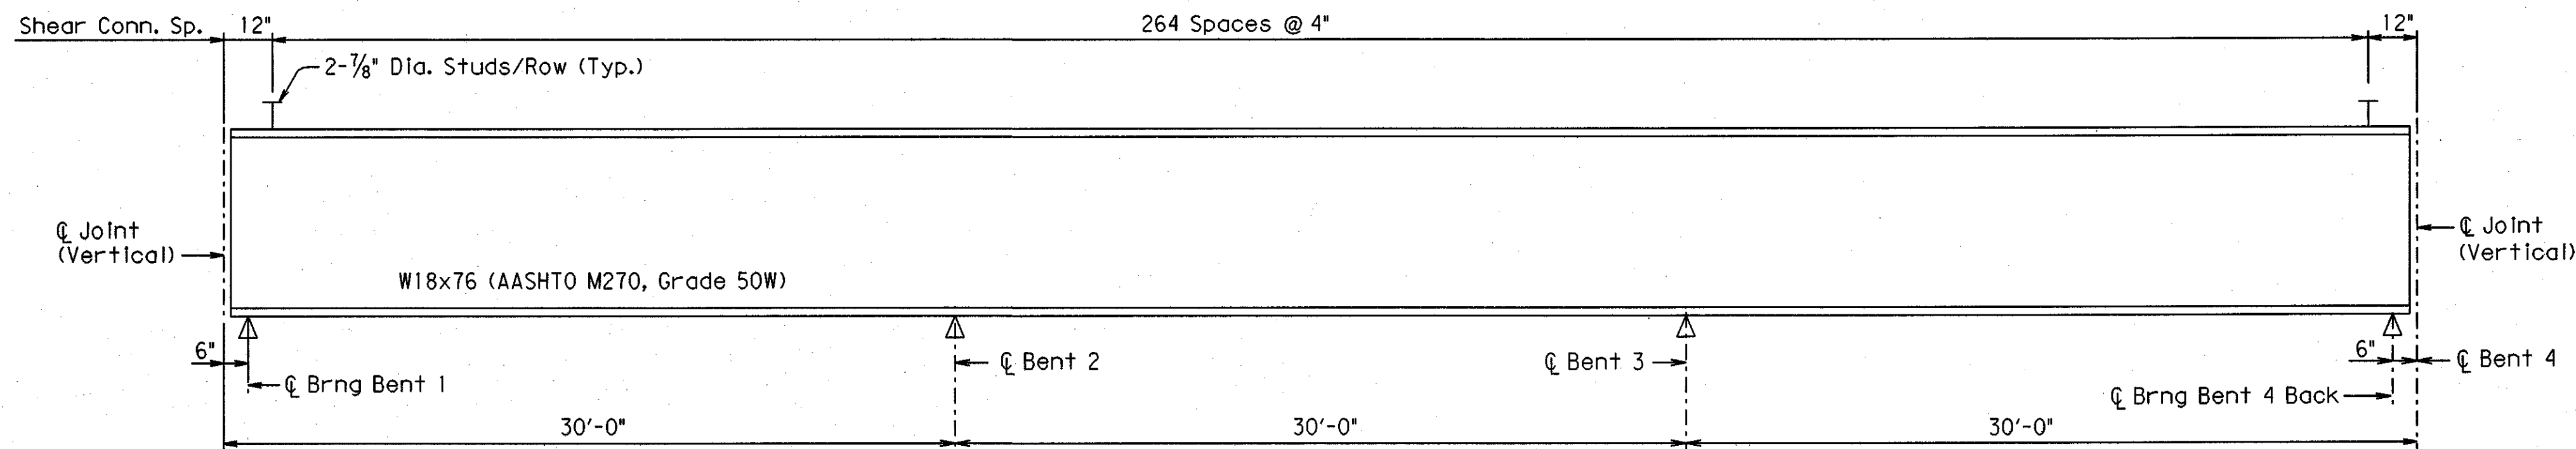 Shear Conn. Sp. 12" 264 Spaces @ 4" 12"
2-⅞" Dia. Studs/Row (Typ.)
℄ Joint
(Vertical)
℄ Joint
(Vertical)
W18x76 (AASHTO M270, Grade 50W)
6" ℄ Bent 2 ℄ Bent 3 6" ℄ Bent 4
℄ Brng Bent 1 ℄ Brng Bent 4 Back
30'-0" 30'-0" 30'-0"